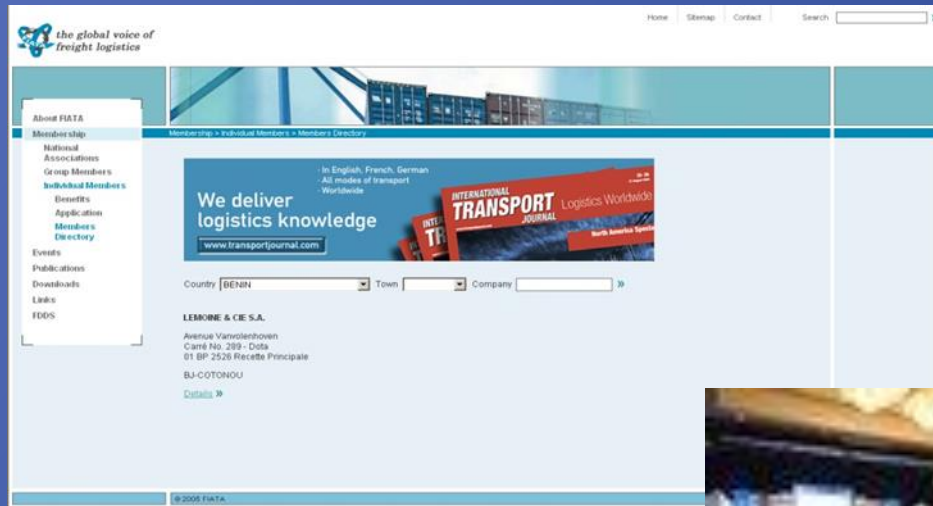 Home Sitemap Contact Search
the global voice of
freight logistics
About FIATA
Membership
National
Associations
Group Members
Individual Members
Benefits
Application
Members
Directory
Events
Publications
Downloads
Links
FDDS
Membership > Individual Members > Members Directory
We deliver
logistics knowledge
www.transportjournal.com
· In English, French, German
· All modes of transport
· Worldwide
INTERNATIONAL
TRANSPORT
JOURNAL
Logistics Worldwide
North America Special
Country BENIN Town Company
LEMOINE & CIE S.A.
Avenue Vanvolenhoven
Carré No. 289 - Dota
01 BP 2526 Recette Principale
BJ-COTONOU
Details »
© 2005 FIATA